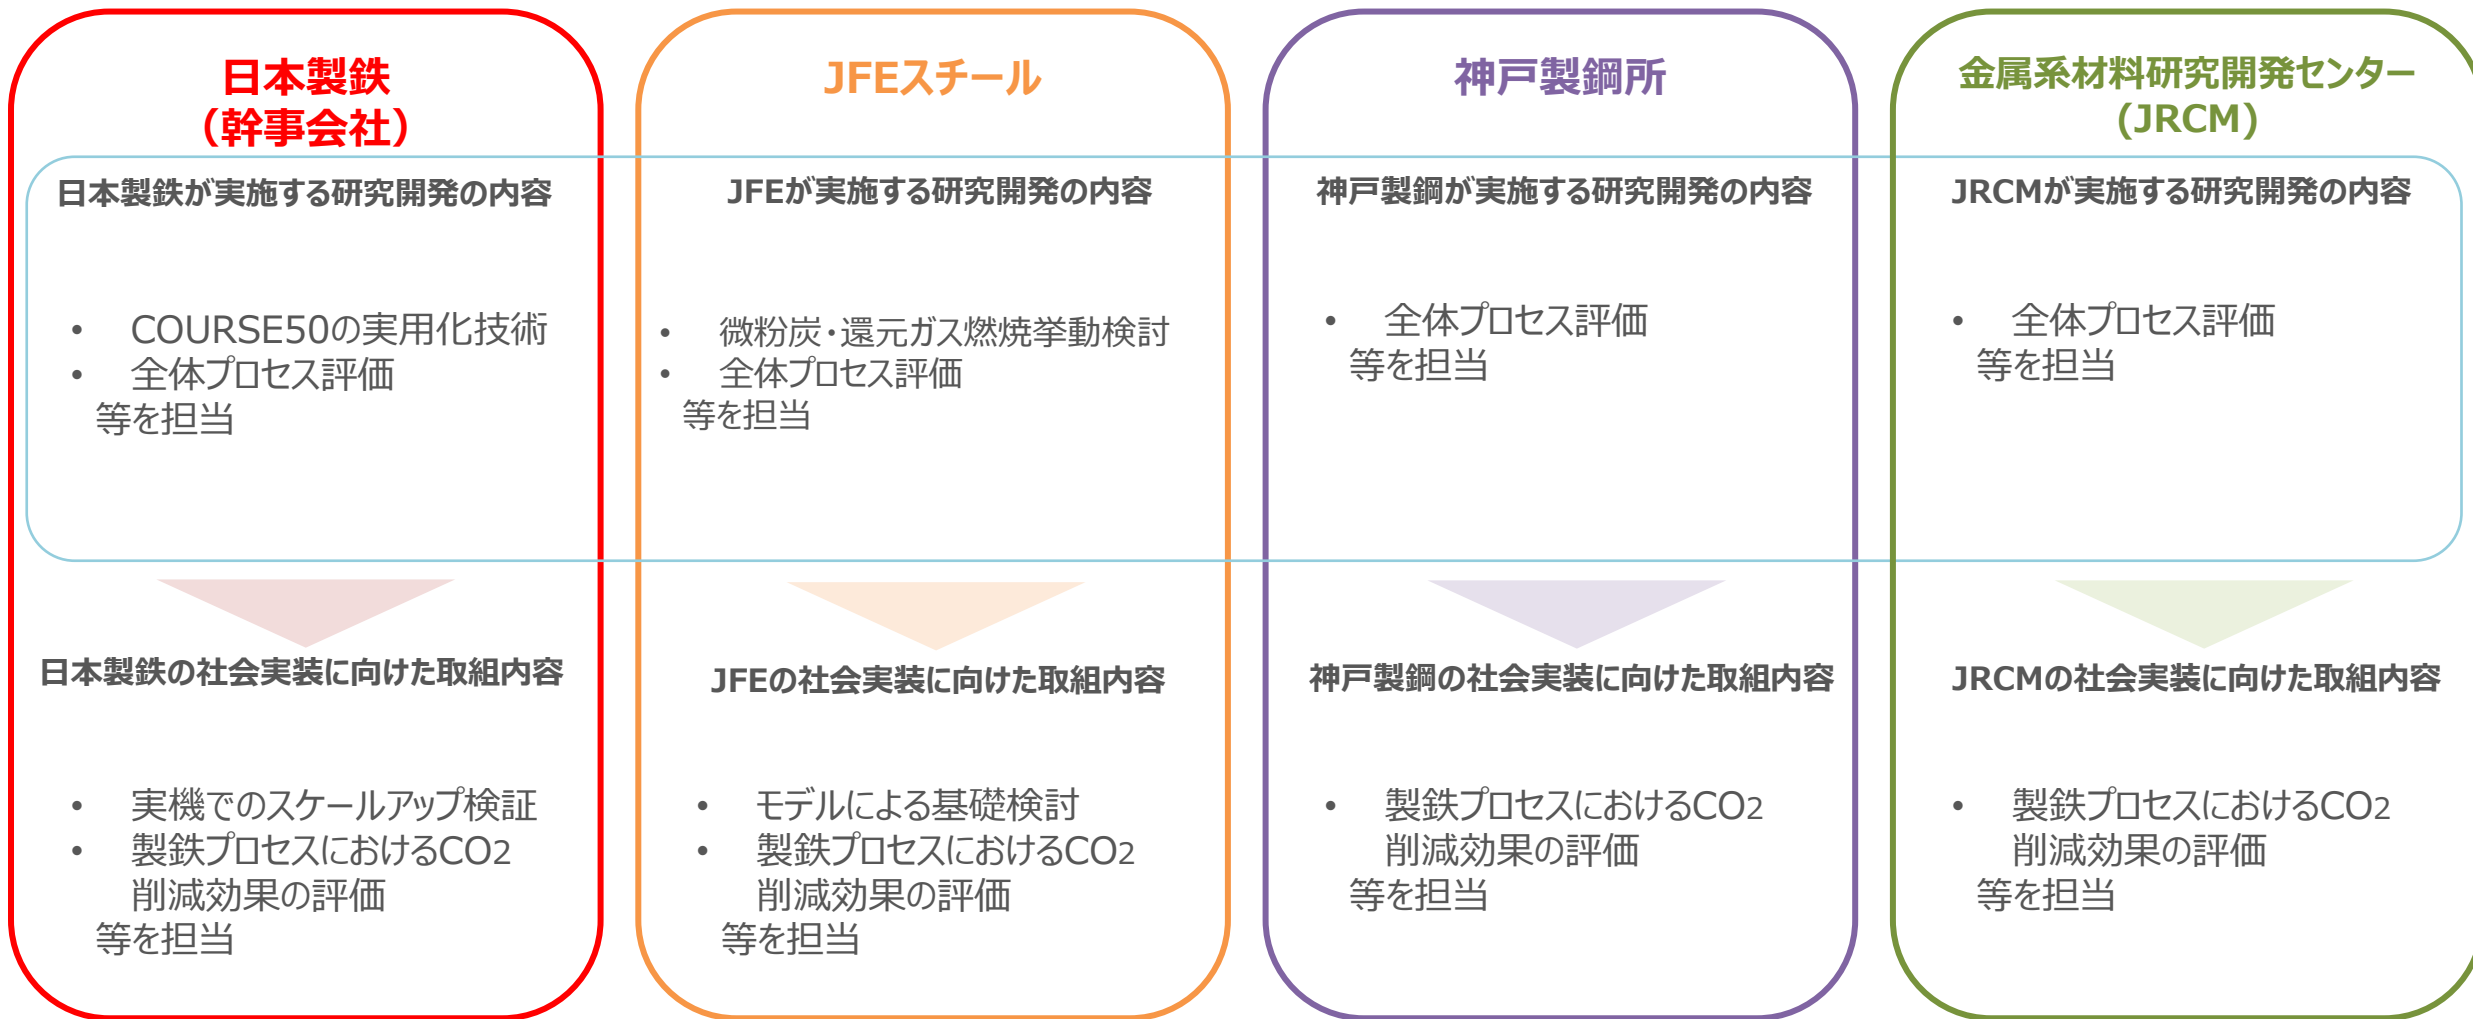 日本製鉄
（幹事会社）
日本製鉄が実施する研究開発の内容
• COURSE50の実用化技術
• 全体プロセス評価
等を担当
日本製鉄の社会実装に向けた取組内容
• 実機でのスケールアップ検証
• 製鉄プロセスにおけるCO2
削減効果の評価
等を担当
JFEスチール
JFEが実施する研究開発の内容
• 微粉炭・還元ガス燃焼挙動検討
• 全体プロセス評価
等を担当
JFEの社会実装に向けた取組内容
• モデルによる基礎検討
• 製鉄プロセスにおけるCO2
削減効果の評価
等を担当
神戸製鋼所
神戸製鋼が実施する研究開発の内容
• 全体プロセス評価
等を担当
神戸製鋼の社会実装に向けた取組内容
• 製鉄プロセスにおけるCO2
削減効果の評価
等を担当
金属系材料研究開発センター
(JRCM)
JRCMが実施する研究開発の内容
• 全体プロセス評価
等を担当
JRCMの社会実装に向けた取組内容
• 製鉄プロセスにおけるCO2
削減効果の評価
等を担当